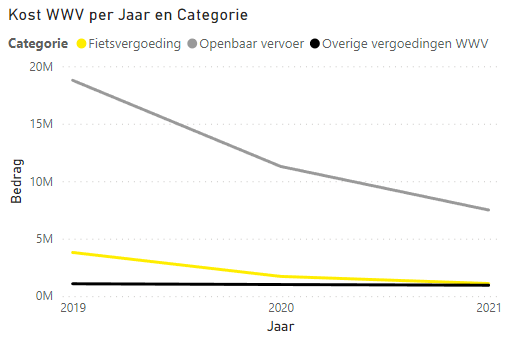 Kost WWV per Jaar en Categorie
Categorie Fietsvergoeding Openbaar vervoer Overige vergoedingen WWV
20M
15M
10M
5M
0M
Bedrag
2019 2020 2021
Jaar